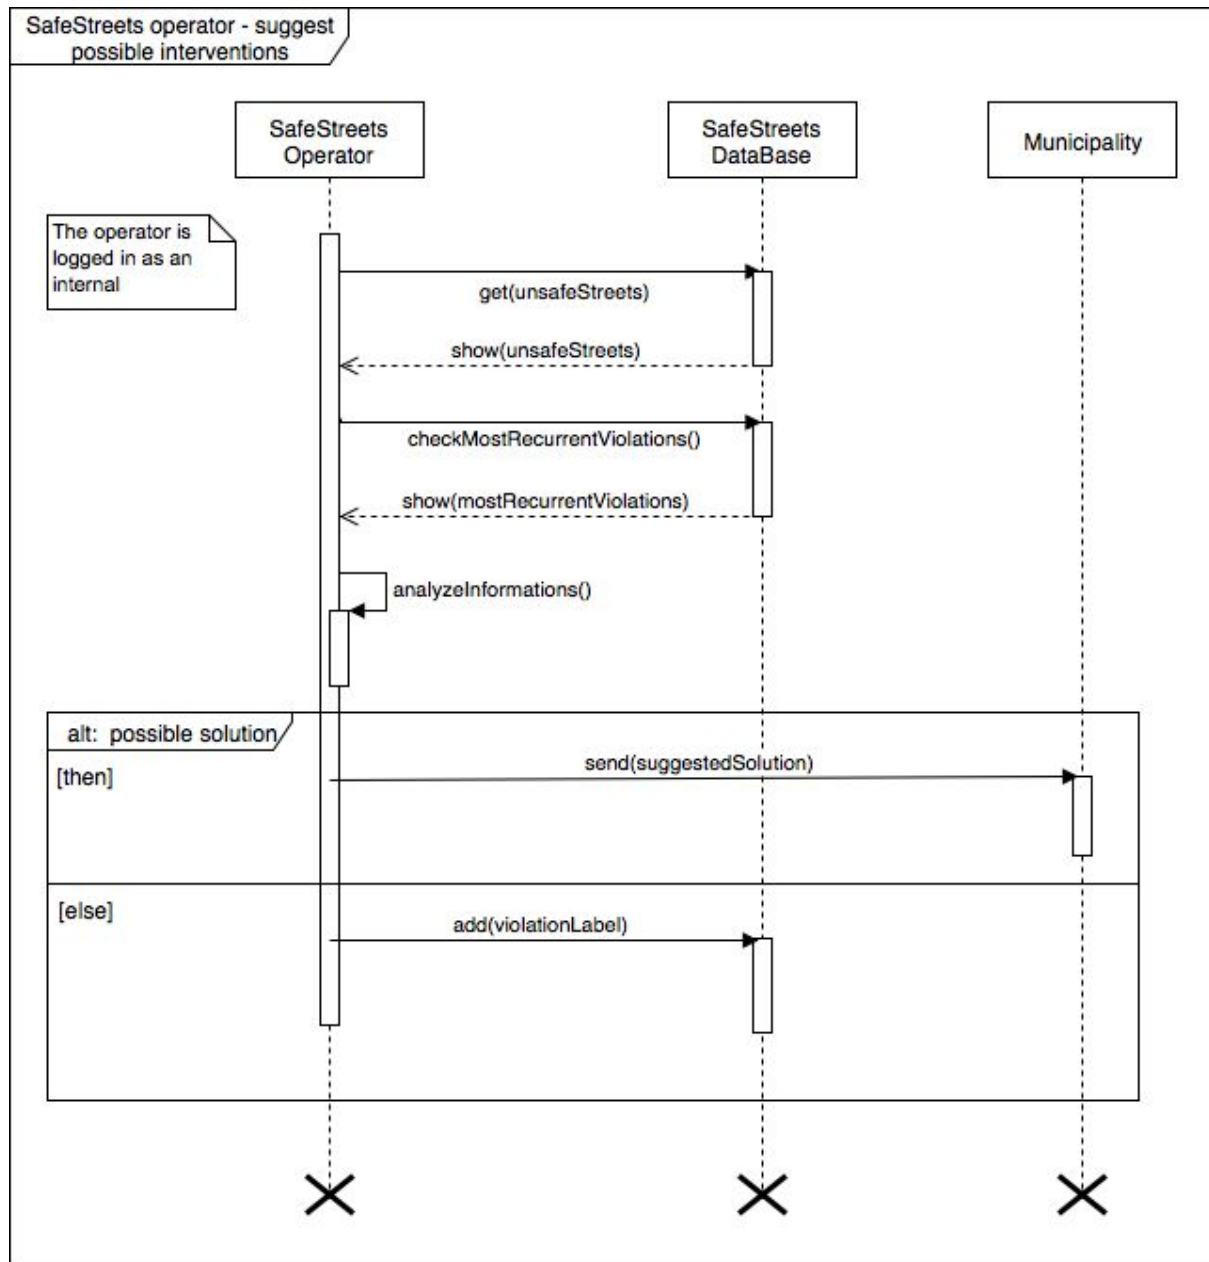 SafeStreets operator - suggest
possible interventions
SafeStreets
Operator
SafeStreets
DataBase
Municipality
The operator is
logged in as an
internal
get(unsafeStreets)
show(unsafeStreets)
checkMostRecurrentViolations()
show(mostRecurrentViolations)
analyzeInformations()
alt:  possible solution
[then]
send(suggestedSolution)
[else]
add(violationLabel)